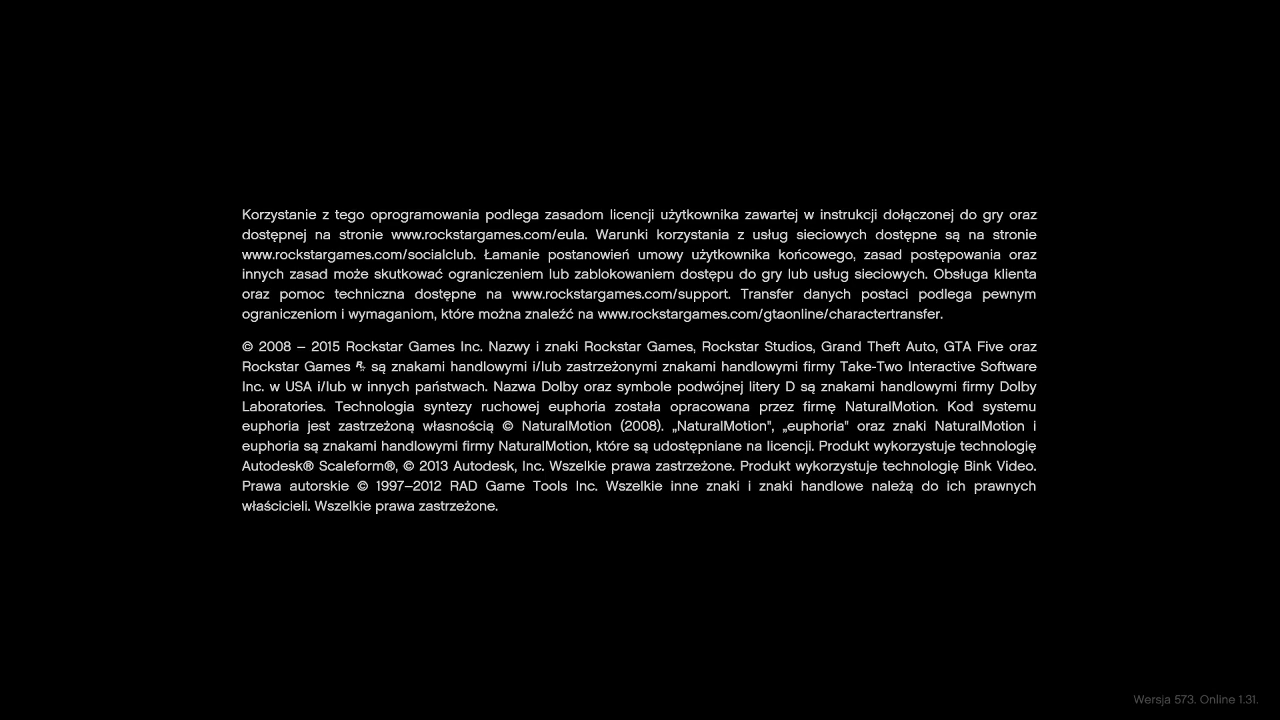 Korzystanie z tego oprogramowania podlega zasadom licencji użytkownika zawartej w instrukcji dołączonej do gry oraz
dostępnej na stronie www.rockstargames.com/eula. Warunki korzystania z usług sieciowych dostępne są na stronie
www.rockstargames.com/socialclub. Łamanie postanowień umowy użytkownika końcowego, zasad postępowania oraz
innych zasad może skutkować ograniczeniem lub zablokowaniem dostępu do gry lub usług sieciowych. Obsługa klienta
oraz pomoc techniczna dostępne na www.rockstargames.com/support. Transfer danych postaci podlega pewnym
ograniczeniom i wymaganiom, które można znaleźć na www.rockstargames.com/gtaonline/charactertransfer.
© 2008 – 2015 Rockstar Games Inc. Nazwy i znaki Rockstar Games, Rockstar Studios, Grand Theft Auto, GTA Five oraz
Rockstar Games R* są znakami handlowymi i/lub zastrzeżonymi znakami handlowymi firmy Take-Two Interactive Software
Inc. w USA i/lub w innych państwach. Nazwa Dolby oraz symbole podwójnej litery D są znakami handlowymi firmy Dolby
Laboratories. Technologia syntezy ruchowej euphoria została opracowana przez firmę NaturalMotion. Kod systemu
euphoria jest zastrzeżoną własnością © NaturalMotion (2008). „NaturalMotion", „euphoria" oraz znaki NaturalMotion i
euphoria są znakami handlowymi firmy NaturalMotion, które są udostępniane na licencji. Produkt wykorzystuje technologię
Autodesk® Scaleform®, © 2013 Autodesk, Inc. Wszelkie prawa zastrzeżone. Produkt wykorzystuje technologię Bink Video.
Prawa autorskie © 1997–2012 RAD Game Tools Inc. Wszelkie inne znaki i znaki handlowe należą do ich prawnych
właścicieli. Wszelkie prawa zastrzeżone.
Wersja 573. Online 1.31.